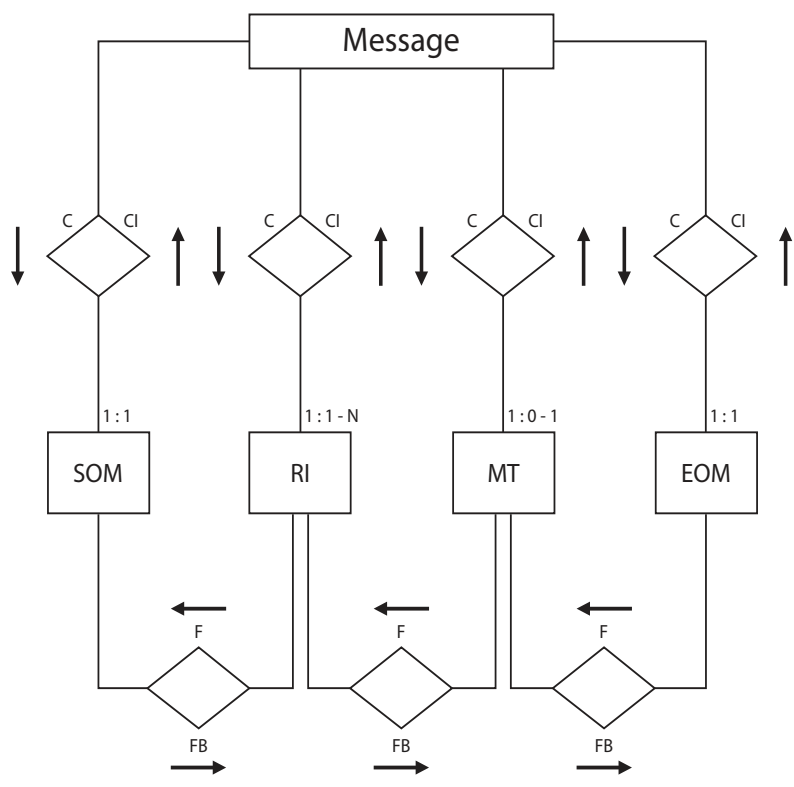 Message
C CI C CI C CI C CI
1 : 1 1 : 1 - N 1 : 0 - 1 1 : 1
SOM RI MT EOM
F F F
FB FB FB